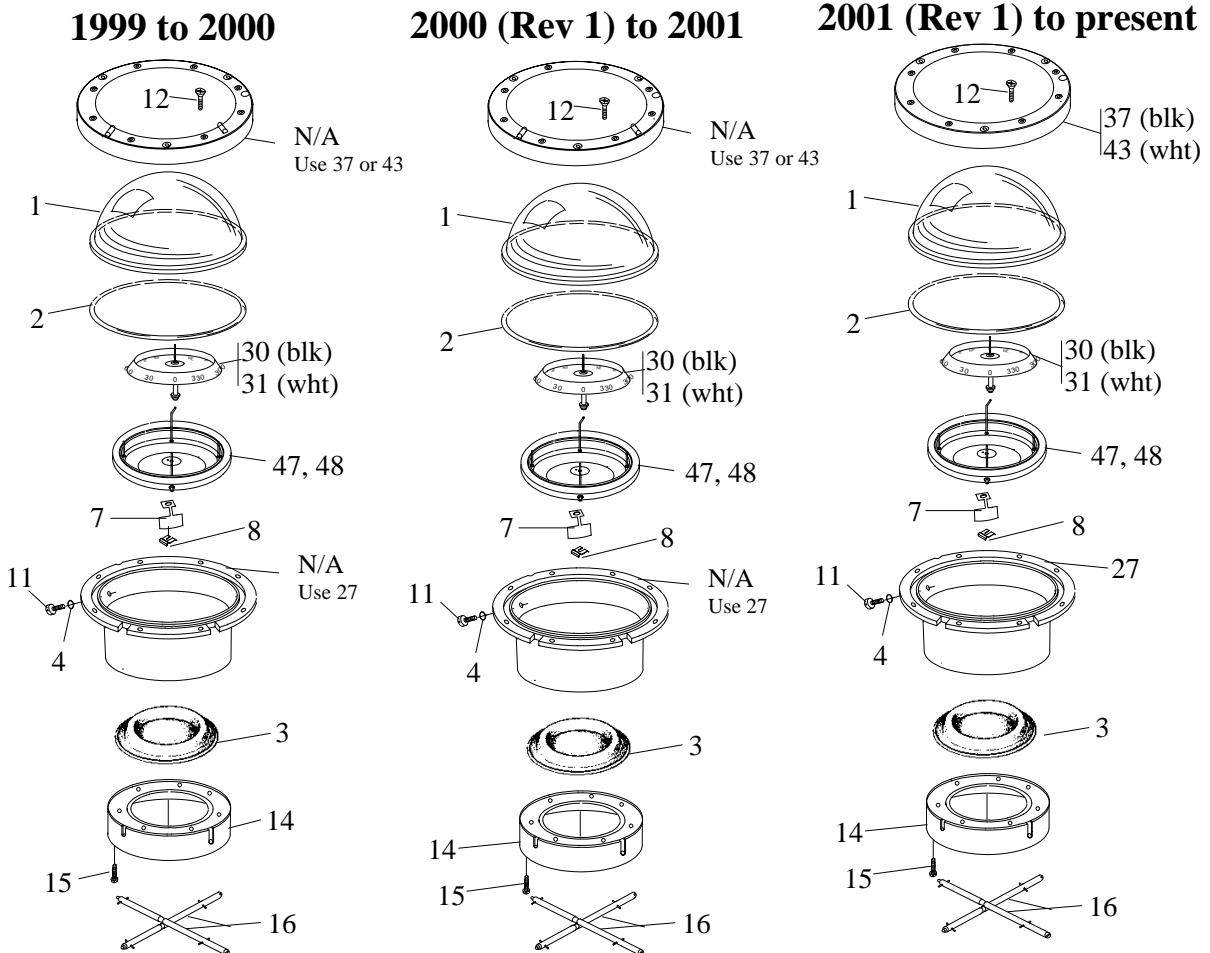 1999 to 2000
12
N/A
Use 37 or 43
1
2
30 (blk)
31 (wht)
30 0 330
47, 48
7
8
N/A
Use 27
11
4
3
14
15
16
2000 (Rev 1) to 2001
12
N/A
Use 37 or 43
1
2
30 (blk)
31 (wht)
30 0 330
47, 48
7
8
N/A
Use 27
11
4
3
14
15
16
2001 (Rev 1) to present
12
37 (blk)
43 (wht)
1
2
30 (blk)
31 (wht)
30 0 330
47, 48
7
8
27
11
4
3
14
15
16